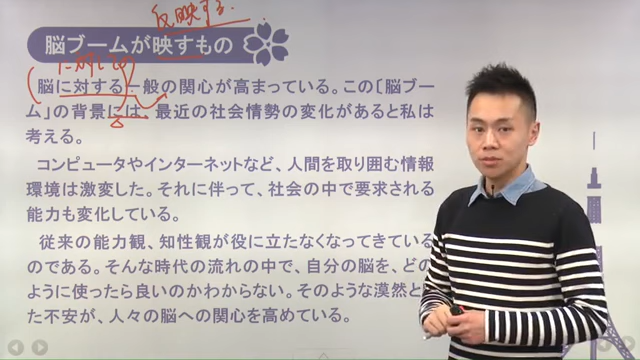 反映する
脳ブームが映すもの
に対しての
脳に対する一般の関心が高まっている。この〔脳ブー
ム」の背景には、最近の社会情勢の変化があると私は
考える。
コンピュータやインターネットなど、人間を取り囲む情報
環境は激変した。それに伴って、社会の中で要求される
能力も変化している。
従来の能力観、知性観が役に立たなくなってきている
のである。そんな時代の流れの中で、自分の脳を、どの
ように使ったら良いのかわからない。そのような漠然と
た不安が、人々の脳への関心を高めている。